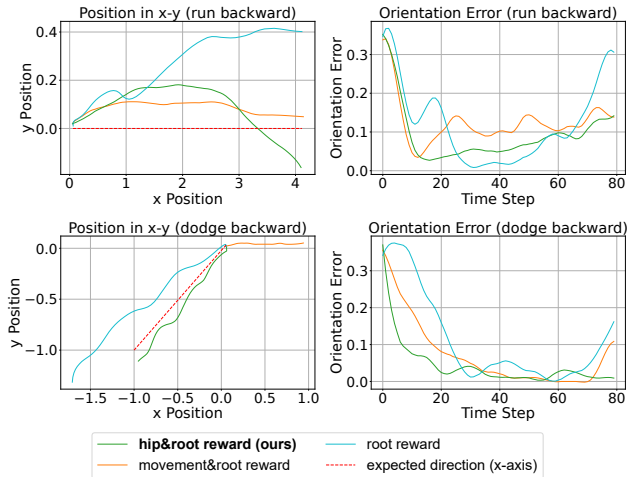 Position in x-y (run backward)
y Position
0.4
0.2
0.0
0 1 2 3 4
x Position
Orientation Error (run backward)
Orientation Error
0.3
0.2
0.1
0.0
0 20 40 60 80
Time Step
Position in x-y (dodge backward)
y Position
0.0
−0.5
−1.0
−1.5 −1.0 −0.5 0.0 0.5 1.0
x Position
Orientation Error (dodge backward)
Orientation Error
0.3
0.2
0.1
0.0
0 20 40 60 80
Time Step
hip&root reward (ours)
root reward
movement&root reward
expected direction (x-axis)